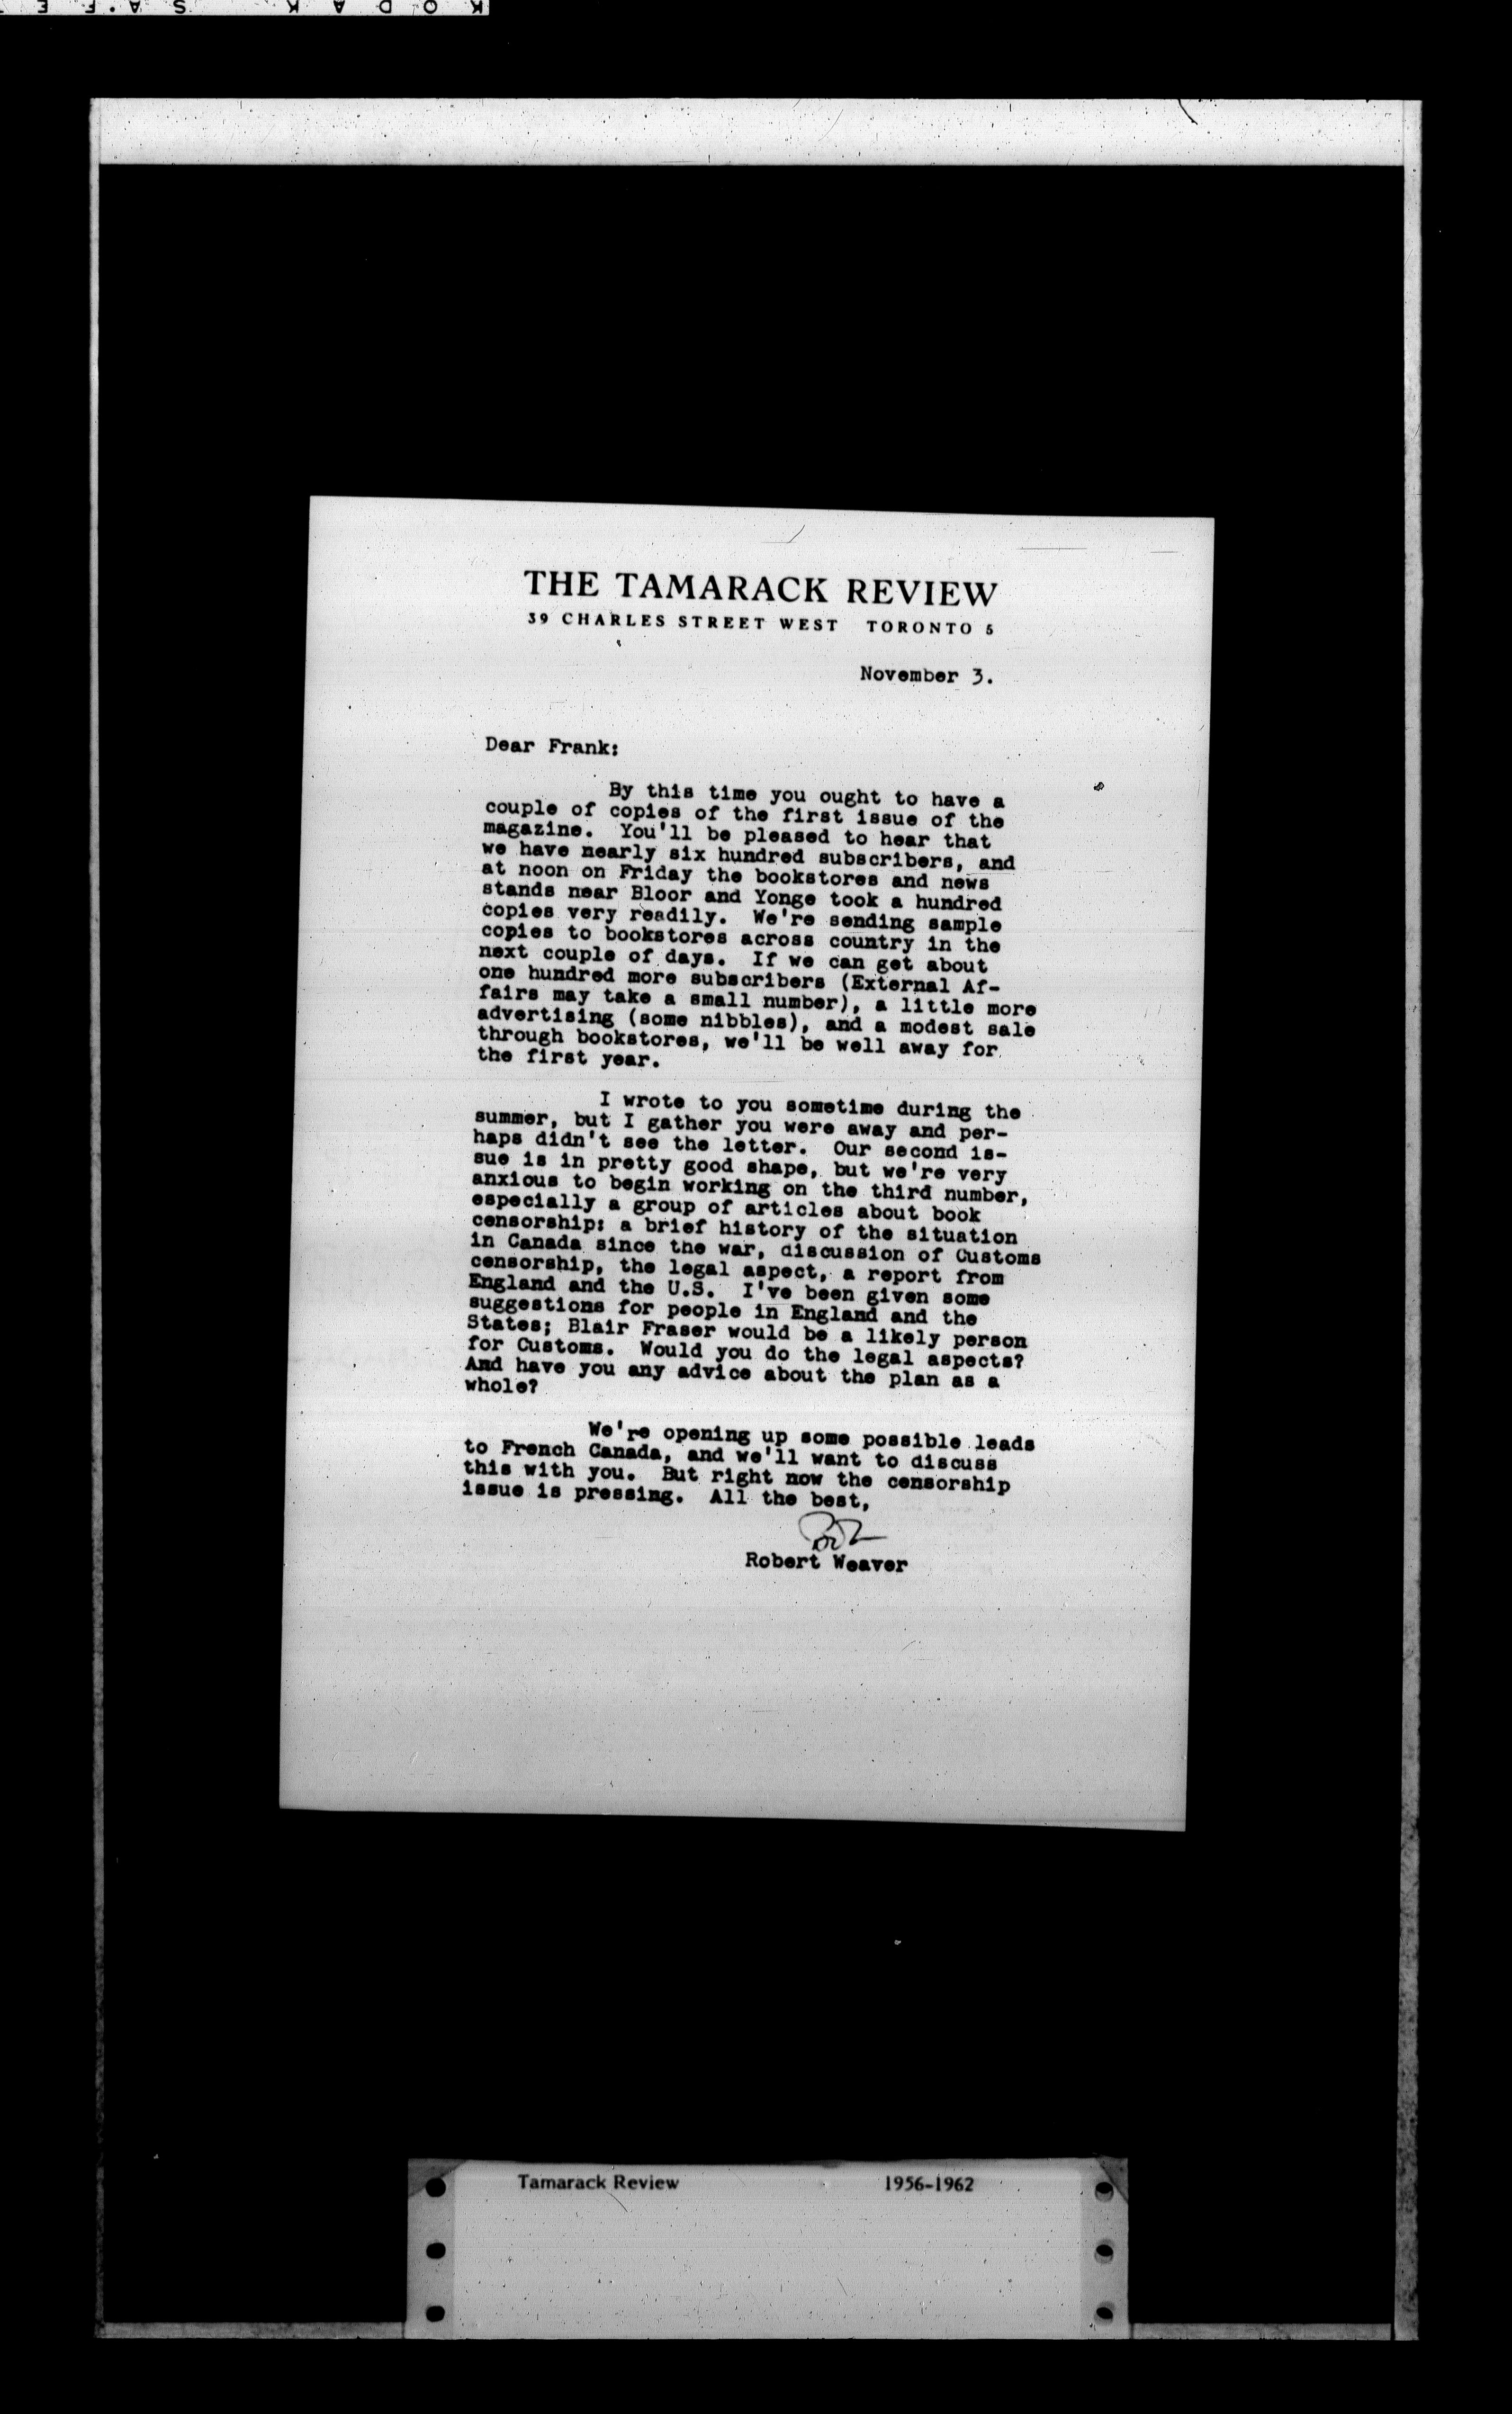 KODAK SAFE
THE TAMARACK REVIEW
39 CHARLES STREET WEST TORONTO 5
November 3.
Dear Frank:
By this time you ought to have a
couple of copies of the first issue of the
magazine. You'll be pleased to hear that
we have nearly six hundred subscribers, and
at noon on Friday the bookstores and news
stands near Bloor and Yonge took a hundred
copies very readily. We're sending sample
copies to bookstores across country in the
next couple of days. If we can get about
one hundred more subscribers (External Af-
fairs may take a small number), a little more
advertising (some nibbles), and a modest sale
through bookstores, we'll be well away for
the first year.
I wrote to you sometime during the
summer, but I gather you were away and per-
haps didn't see the letter. Our second is-
sue is in pretty good shape, but we're very
anxious to begin working on the third number,
especially a group of articles about book
censorship: a brief history of the situation
in Canada since the war, discussion of Customs
censorship, the legal aspect, a report from
England and the U.S. I've been given some
suggestions for people in England and the
States; Blair Fraser would be a likely person
for Customs. Would you do the legal aspects?
And have you any advice about the plan as a
whole?
We're opening up some possible leads
to French Canada, and we'll want to discuss
this with you. But right now the censorship
issue is pressing. All the best,
Bob
Robert Weaver
Tamarack Review 1956-1962